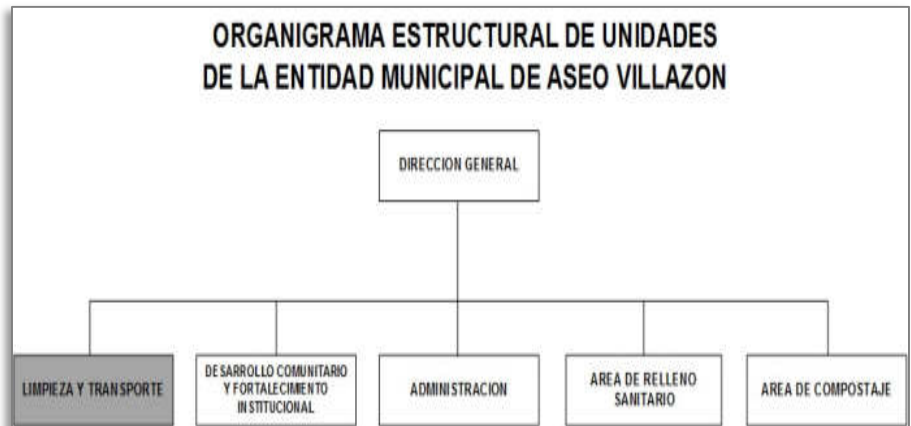 ORGANIGRAMA ESTRUCTURAL DE UNIDADES
DE LA ENTIDAD MUNICIPAL DE ASEO VILLAZON
DIRECCION GENERAL
LIMPIEZA Y TRANSPORTE
DESARROLLO COMUNITARIO
Y FORTALECIMIENTO
INSTITUCIONAL
ADMINISTRACION
AREA DE RELLENO
SANITARIO
AREA DE COMPOSTAJE